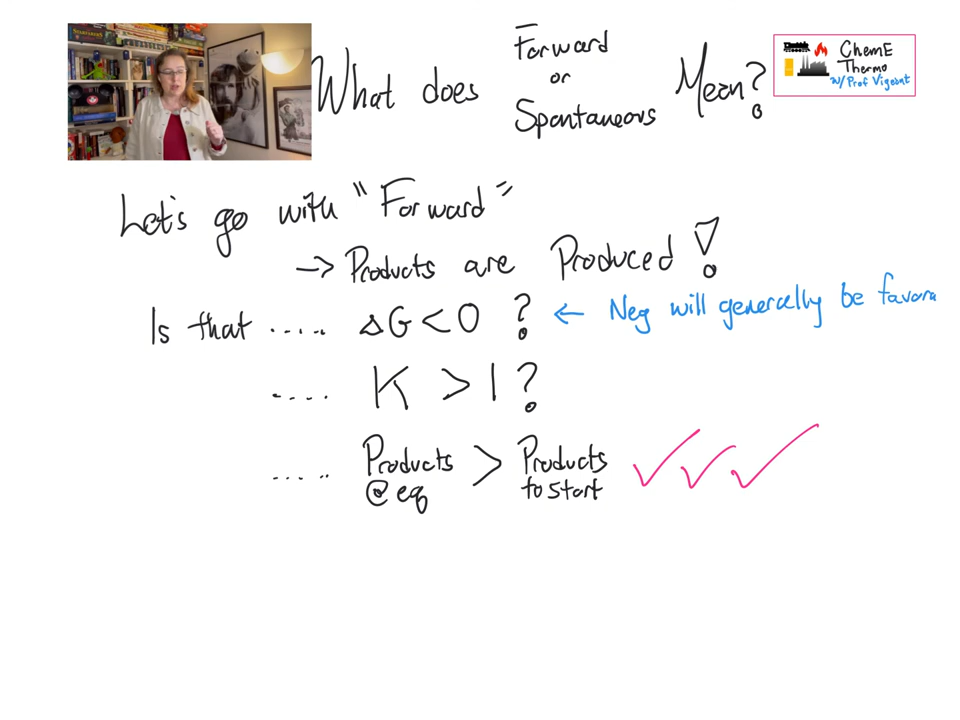 What does Forward or Spontaneous Mean?
ChemE
Thermo
w/ Prof Vigeant
Let's go with "Forward"
-> Products are Produced!
Is that ..... ΔG < 0 ? ← Neg will generally be favora
.... K > 1 ?
..... Products @ eq > Products to start ✓✓✓